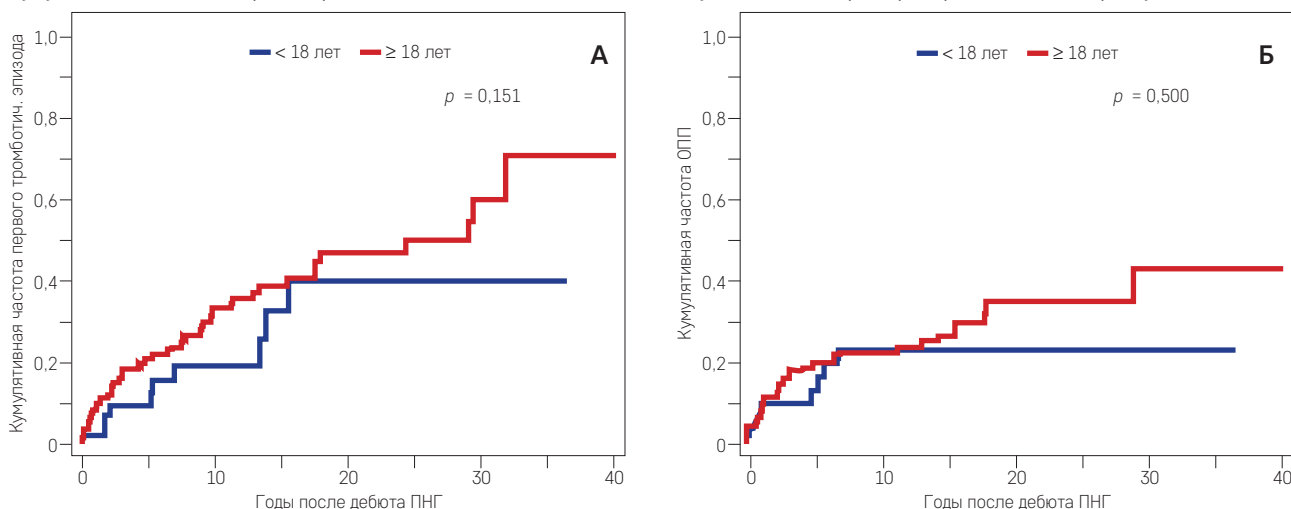 Кумулятивная частота первого тромботич. эпизода
1,0
0,8
0,6
0,4
0,2
0
< 18 лет ≥ 18 лет
А
p = 0,151
0 10 20 30 40
Годы после дебюта ПНГ
Кумулятивная частота ОПП
1,0
0,8
0,6
0,4
0,2
0
< 18 лет ≥ 18 лет
Б
p = 0,500
0 10 20 30 40
Годы после дебюта ПНГ